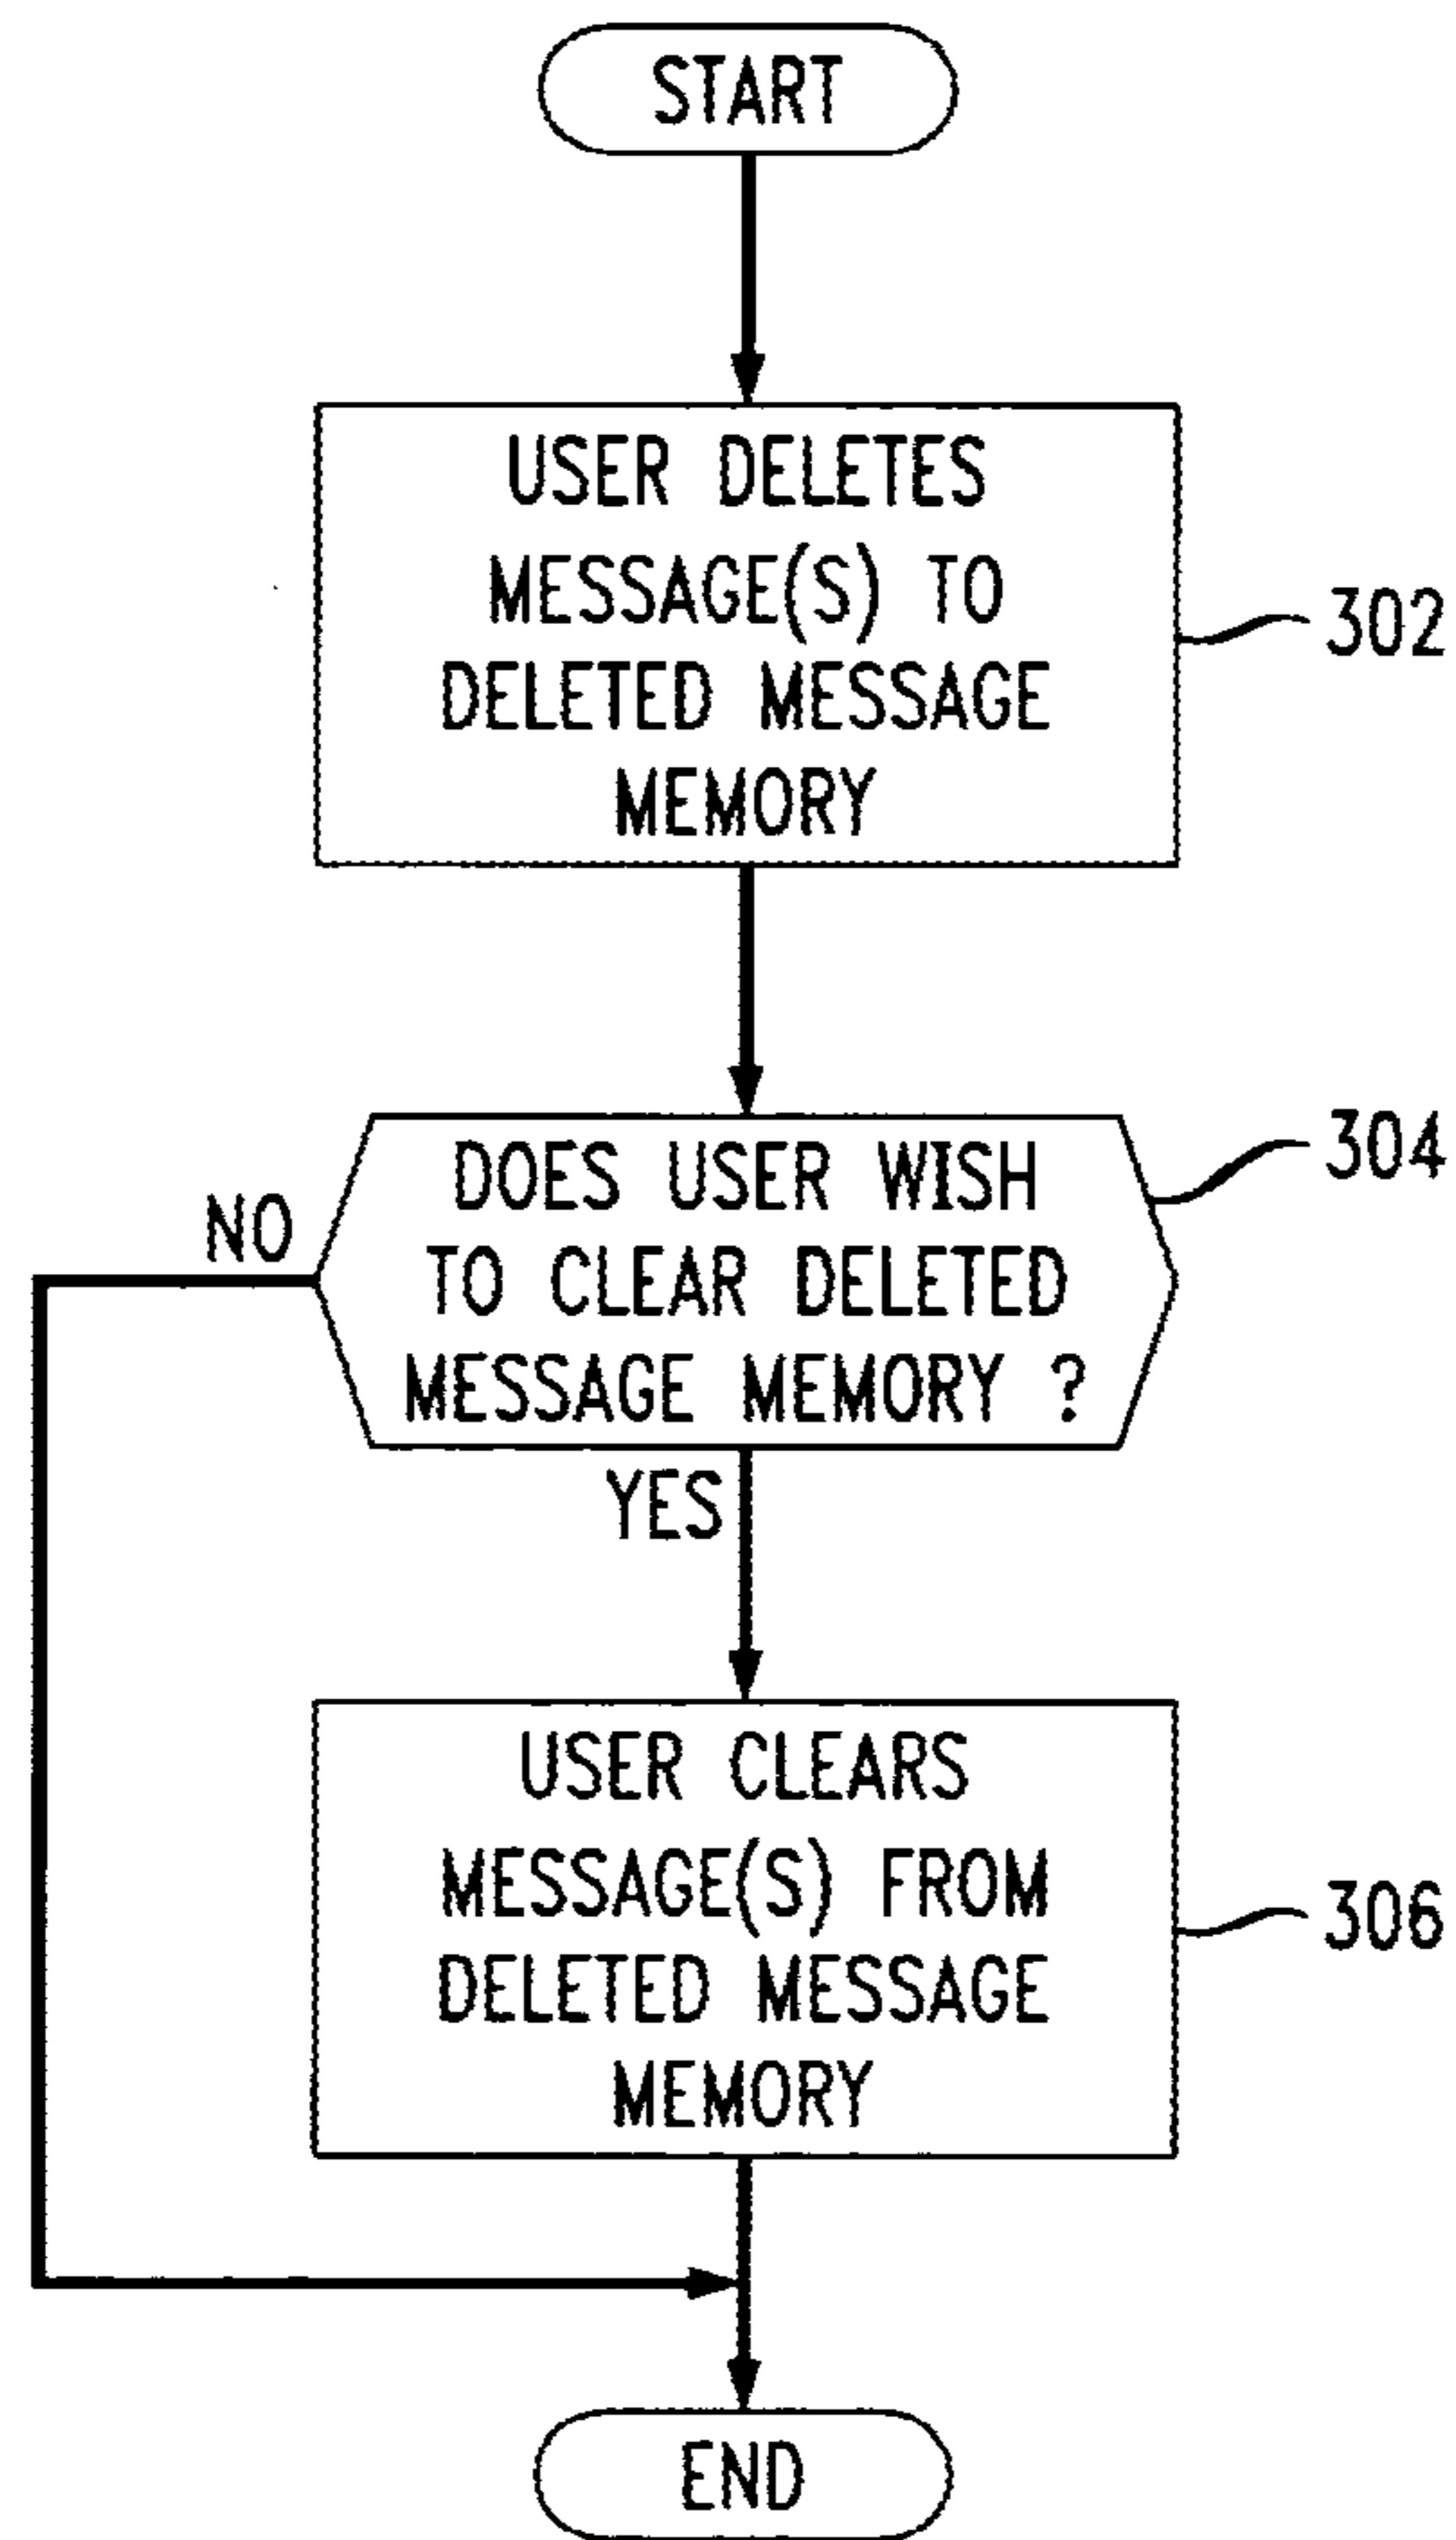 START
USER DELETES
MESSAGE(S) TO
DELETED MESSAGE
MEMORY
302
DOES USER WISH
TO CLEAR DELETED
MESSAGE MEMORY ?
304
NO
YES
USER CLEARS
MESSAGE(S) FROM
DELETED MESSAGE
MEMORY
306
END